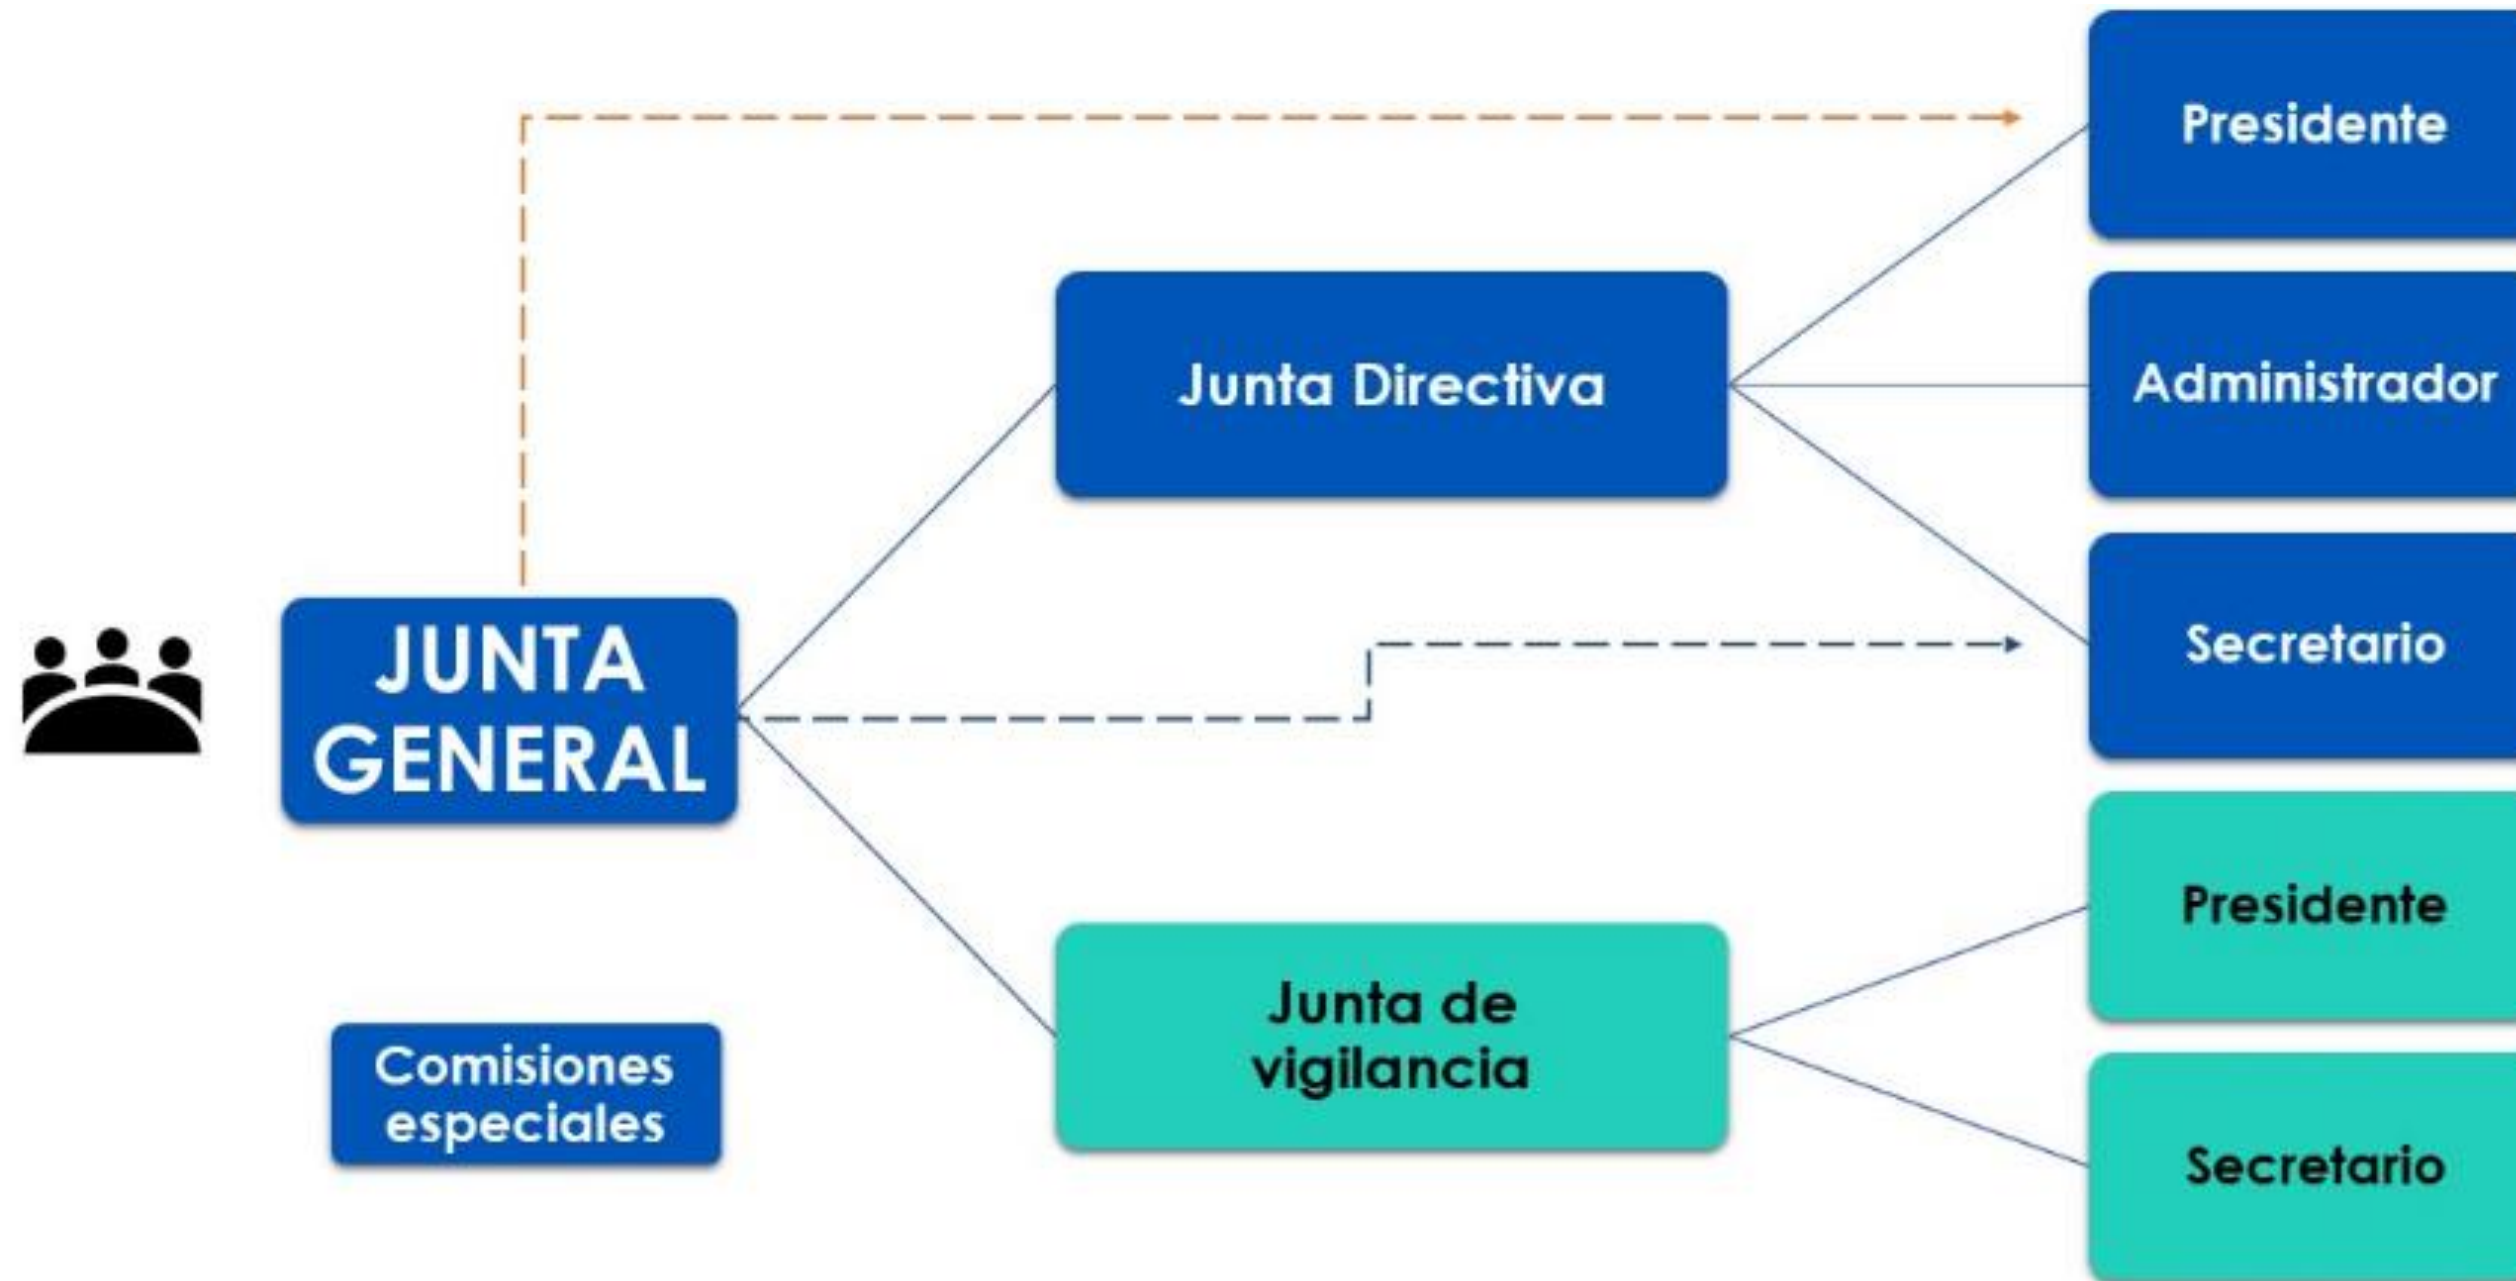 Presidente
Junta Directiva
Administrador
JUNTA
GENERAL
Secretario
Presidente
Junta de
vigilancia
Comisiones
especiales
Secretario